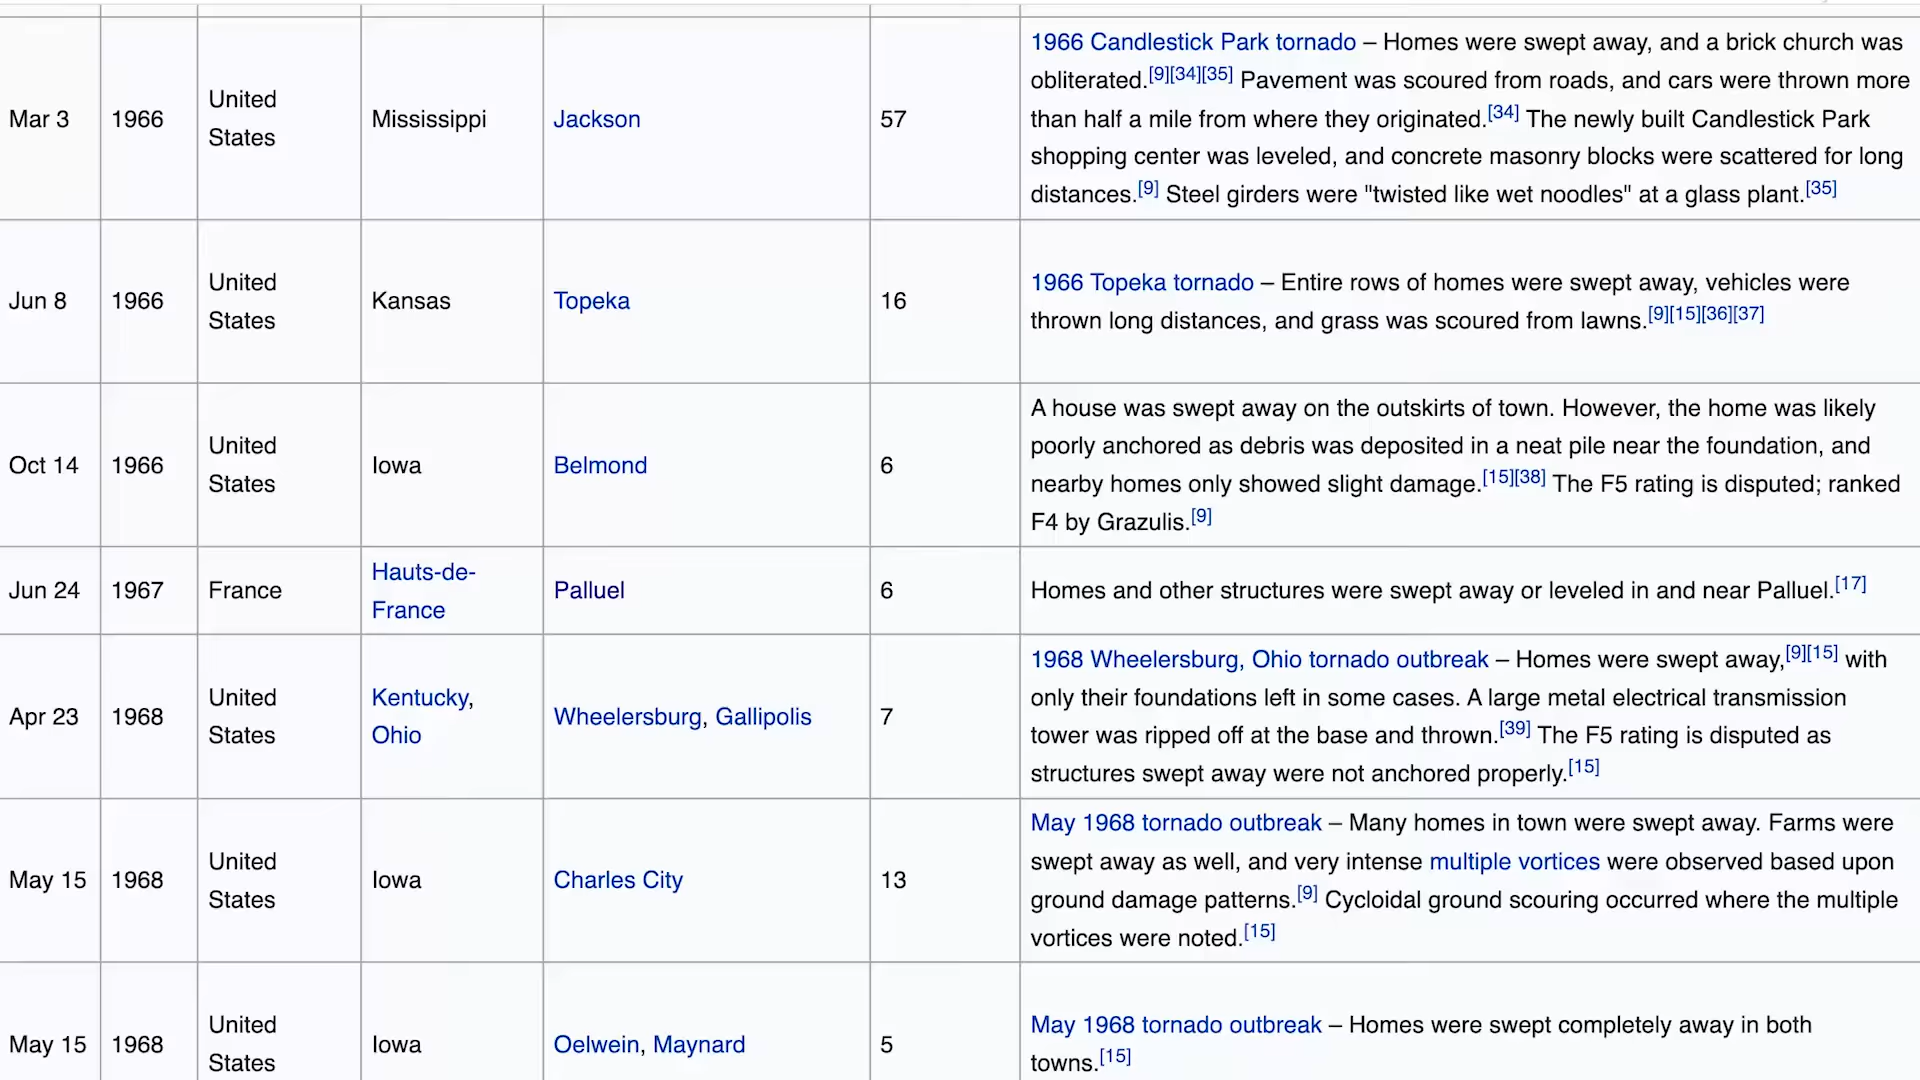 Mar 3 1966 United States Mississippi Jackson 57 1966 Candlestick Park tornado – Homes were swept away, and a brick church was
obliterated.[9][34][35] Pavement was scoured from roads, and cars were thrown more
than half a mile from where they originated.[34] The newly built Candlestick Park
shopping center was leveled, and concrete masonry blocks were scattered for long
distances.[9] Steel girders were "twisted like wet noodles" at a glass plant.[35]
Jun 8 1966 United States Kansas Topeka 16 1966 Topeka tornado – Entire rows of homes were swept away, vehicles were
thrown long distances, and grass was scoured from lawns.[9][15][36][37]
Oct 14 1966 United States Iowa Belmond 6 A house was swept away on the outskirts of town. However, the home was likely
poorly anchored as debris was deposited in a neat pile near the foundation, and
nearby homes only showed slight damage.[15][38] The F5 rating is disputed; ranked
F4 by Grazulis.[9]
Jun 24 1967 France Hauts-de-France Palluel 6 Homes and other structures were swept away or leveled in and near Palluel.[17]
Apr 23 1968 United States Kentucky, Ohio Wheelersburg, Gallipolis 7 1968 Wheelersburg, Ohio tornado outbreak – Homes were swept away,[9][15] with
only their foundations left in some cases. A large metal electrical transmission
tower was ripped off at the base and thrown.[39] The F5 rating is disputed as
structures swept away were not anchored properly.[15]
May 15 1968 United States Iowa Charles City 13 May 1968 tornado outbreak – Many homes in town were swept away. Farms were
swept away as well, and very intense multiple vortices were observed based upon
ground damage patterns.[9] Cycloidal ground scouring occurred where the multiple
vortices were noted.[15]
May 15 1968 United States Iowa Oelwein, Maynard 5 May 1968 tornado outbreak – Homes were swept completely away in both
towns.[15]